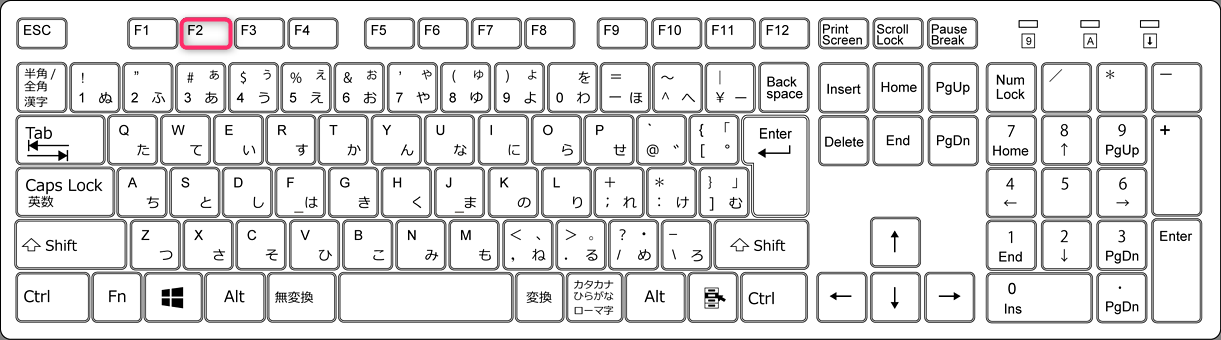 ESC F1 F2 F3 F4 F5 F6 F7 F8 F9 F10 F11 F12 Print Screen Scroll Lock Pause Break 9 A ⬇
半角/ 全角 漢字 ! 1 ぬ ” 2 ふ # ぁ 3 あ $ ぅ 4 う % ぇ 5 え & ぉ 6 お ’ ゃ 7 や ( ゅ 8 ゆ ) ょ 9 よ を 0 わ = － ほ ～ ^ へ | ￥ － Back space Insert Home PgUp Num Lock ／ ＊ －
Tab Q た W て E い R す T か Y ん U な I に O ら P せ ` @ ゛ { 「 [ ° Enter Delete End PgDn 7 Home 8 ↑ 9 PgUp +
Caps Lock 英数 A ち S と D し F _は G き H く J _ま K の L り + ; れ * : け } 」 ] む 4 ← 5 6 →
Shift Z つ X さ C そ V ひ B こ N み M も < 、 , ね > 。 . る ? ・ / め _ \ ろ Shift ↑ 1 End 2 ↓ 3 PgDn Enter
Ctrl Fn Alt 無変換 変換 カタカナ ひらがな ローマ字 Alt Ctrl ← ↓ → 0 Ins . PgDn